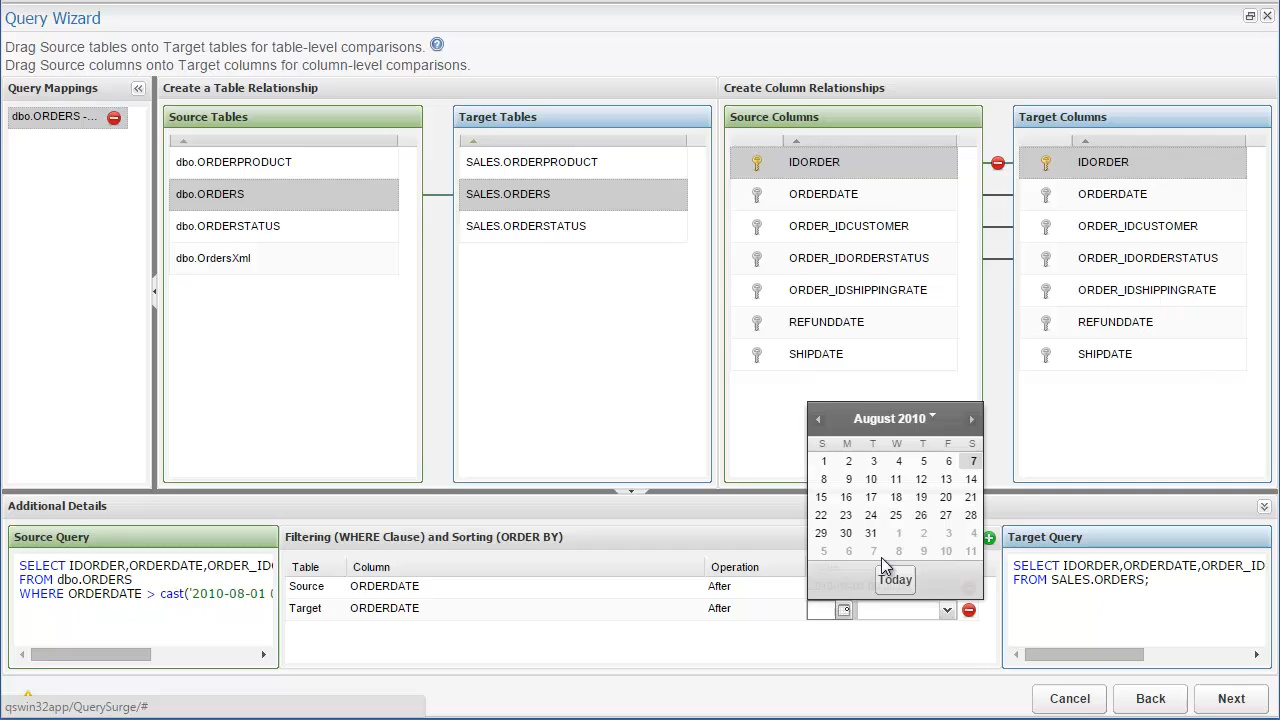 Query Wizard
Drag Source tables onto Target tables for table-level comparisons.
Drag Source columns onto Target columns for column-level comparisons.
Query Mappings
Create a Table Relationship
Create Column Relationships
dbo.ORDERS -...
Source Tables
Target Tables
Source Columns
Target Columns
dbo.ORDERPRODUCT
SALES.ORDERPRODUCT
IDORDER
IDORDER
dbo.ORDERS
SALES.ORDERS
ORDERDATE
ORDERDATE
dbo.ORDERSTATUS
SALES.ORDERSTATUS
ORDER_IDCUSTOMER
ORDER_IDCUSTOMER
dbo.OrdersXml
ORDER_IDORDERSTATUS
ORDER_IDORDERSTATUS
ORDER_IDSHIPPINGRATE
ORDER_IDSHIPPINGRATE
REFUNDDATE
REFUNDDATE
SHIPDATE
SHIPDATE
August 2010
S M T W T F S
1 2 3 4 5 6 7
8 9 10 11 12 13 14
15 16 17 18 19 20 21
22 23 24 25 26 27 28
29 30 31 1 2 3 4
5 6 7 8 9 10 11
Today
Additional Details
Source Query
SELECT IDORDER,ORDERDATE,ORDER_ID
FROM dbo.ORDERS
WHERE ORDERDATE > cast('2010-08-01
Filtering (WHERE Clause) and Sorting (ORDER BY)
Table Column Operation
Source ORDERDATE After
Target ORDERDATE After
Target Query
SELECT IDORDER,ORDERDATE,ORDER_ID
FROM SALES.ORDERS;
qswin32app/QuerySurge/#
Cancel
Back
Next